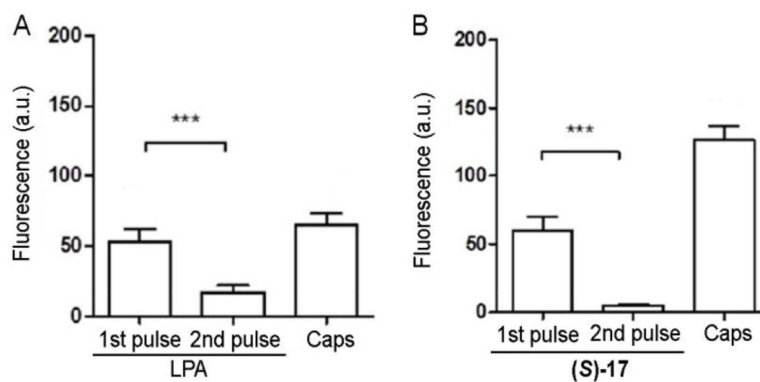 A
Fluorescence (a.u.)
200
150
100
50
0
***
1st pulse 2nd pulse Caps
LPA
B
Fluorescence (a.u.)
200
150
100
50
0
***
1st pulse 2nd pulse Caps
(S)-17